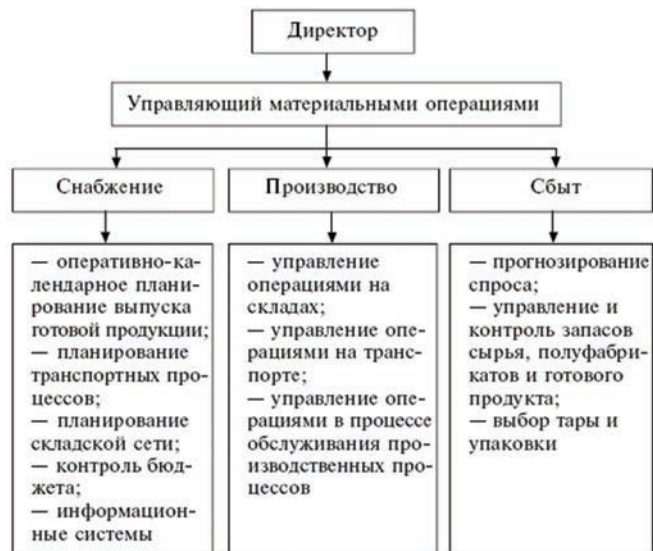 Директор
Управляющий материальными операциями
Снабжение
Производство
Сбыт
— оперативно-ка-
лендарное плани-
рование выпуска
готовой продукции;
— планирование
транспортных про-
цессов;
— планирование
складской сети;
— контроль бюд-
жета;
— информацион-
ные системы
— управление
операциями на
складах;
— управление опе-
рациями на транс-
порте;
— управление опе-
рациями в процессе
обслуживания про-
изводственных про-
цессов
— прогнозирование
спроса;
— управление и
контроль запасов
сырья, полуфабри-
катов и готового
продукта;
— выбор тары и
упаковки